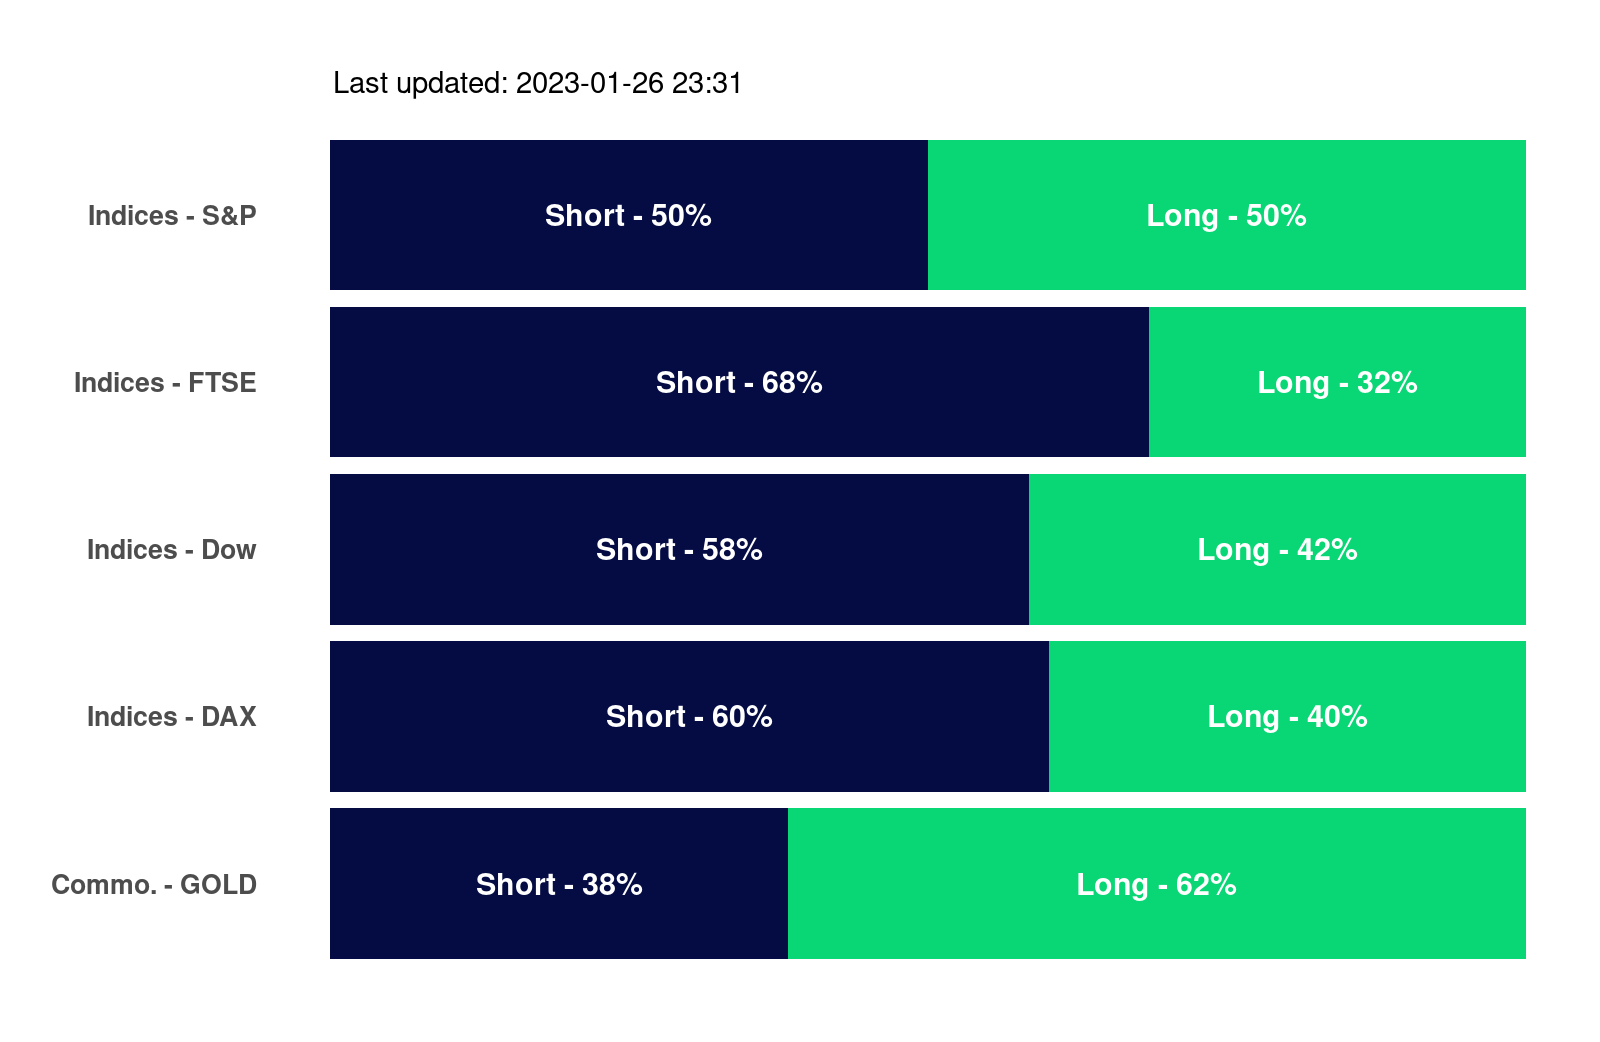 Last updated: 2023-01-26 23:31
Indices - S&P Short - 50% Long - 50%
Indices - FTSE Short - 68% Long - 32%
Indices - Dow Short - 58% Long - 42%
Indices - DAX Short - 60% Long - 40%
Commo. - GOLD Short - 38% Long - 62%